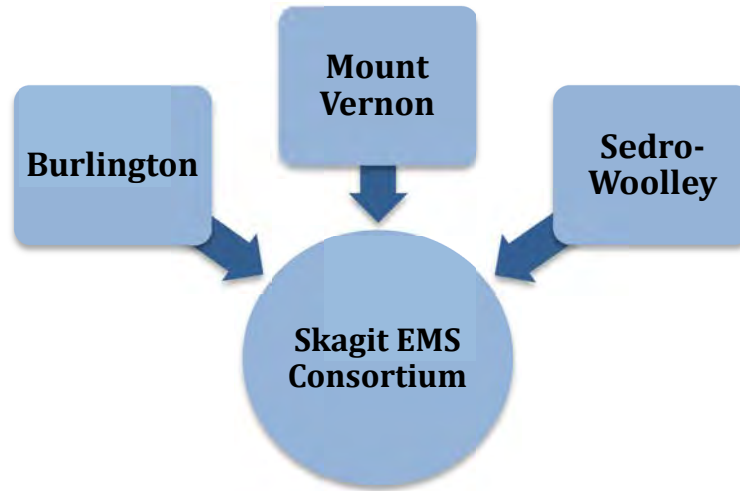 Mount
Vernon
Burlington
Sedro-
Woolley
Skagit EMS
Consortium